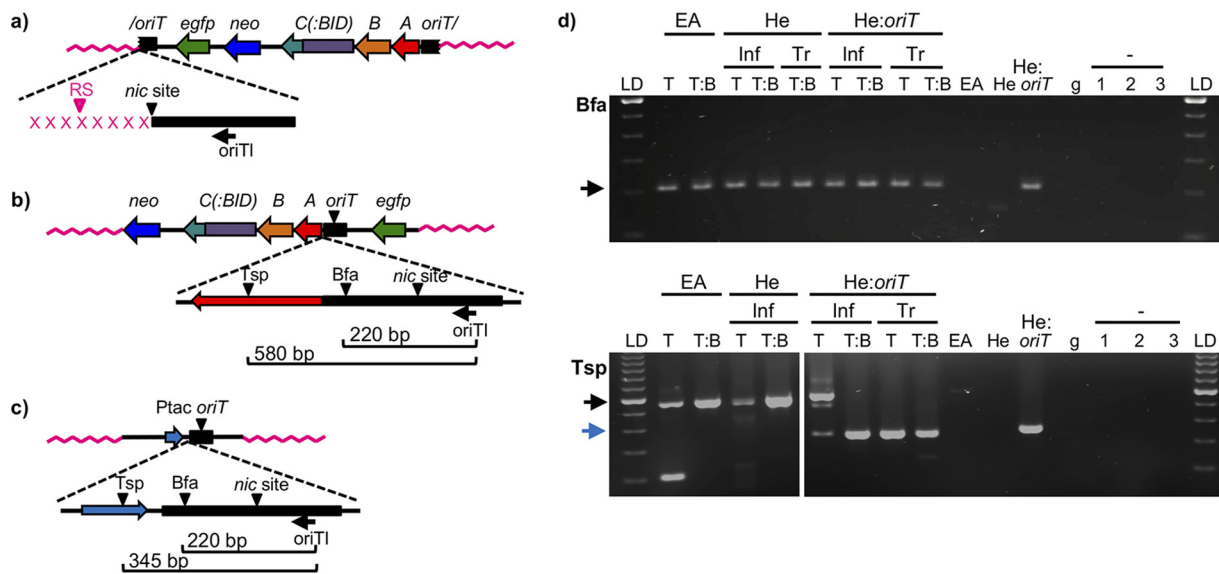 a)
/oriT egfp neo C(:BID) B A oriT/
RS
nic site
X X X X X X X X
oriTI
b)
neo C(:BID) B A oriT egfp
Tsp Bfa nic site
oriTI
220 bp
580 bp
c)
Ptac oriT
Tsp Bfa nic site
oriTI
220 bp
345 bp
d)
EA He He:oriT
Inf Tr Inf Tr
He:
LD T T:B T T:B T:B T T:B T T:B EA He oriT g 1 2 3 LD
-
Bfa
EA He He:oriT
Inf Inf Tr
He:
-
LD T T:B T T:B T T:B T T:B EA He oriT g 1 2 3 LD
Tsp